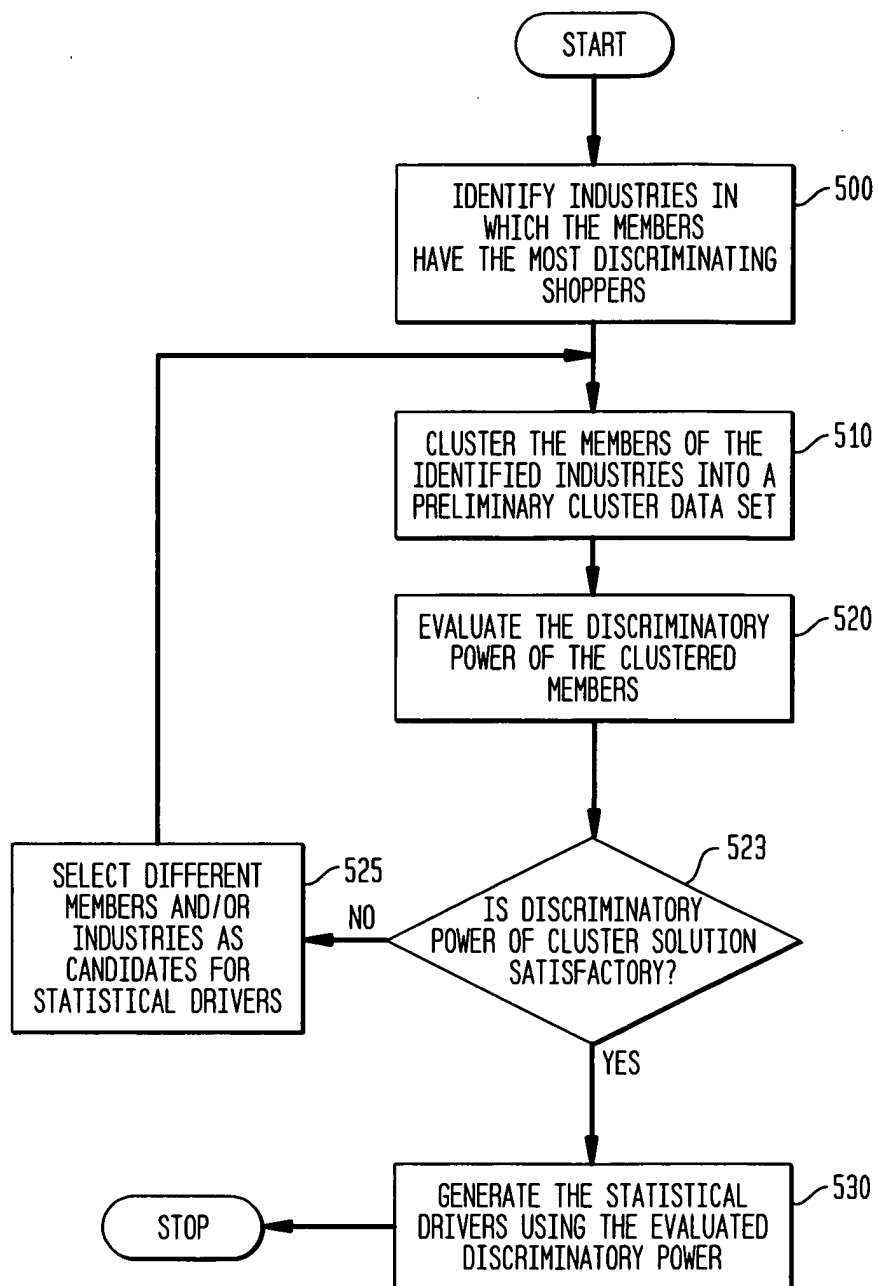 START
IDENTIFY INDUSTRIES IN
WHICH THE MEMBERS
HAVE THE MOST DISCRIMINATING
SHOPPERS
500
CLUSTER THE MEMBERS OF THE
IDENTIFIED INDUSTRIES INTO A
PRELIMINARY CLUSTER DATA SET
510
EVALUATE THE DISCRIMINATORY
POWER OF THE CLUSTERED
MEMBERS
520
IS DISCRIMINATORY
POWER OF CLUSTER SOLUTION
SATISFACTORY?
523
NO
SELECT DIFFERENT
MEMBERS AND/OR
INDUSTRIES AS
CANDIDATES FOR
STATISTICAL DRIVERS
525
YES
GENERATE THE STATISTICAL
DRIVERS USING THE EVALUATED
DISCRIMINATORY POWER
530
STOP